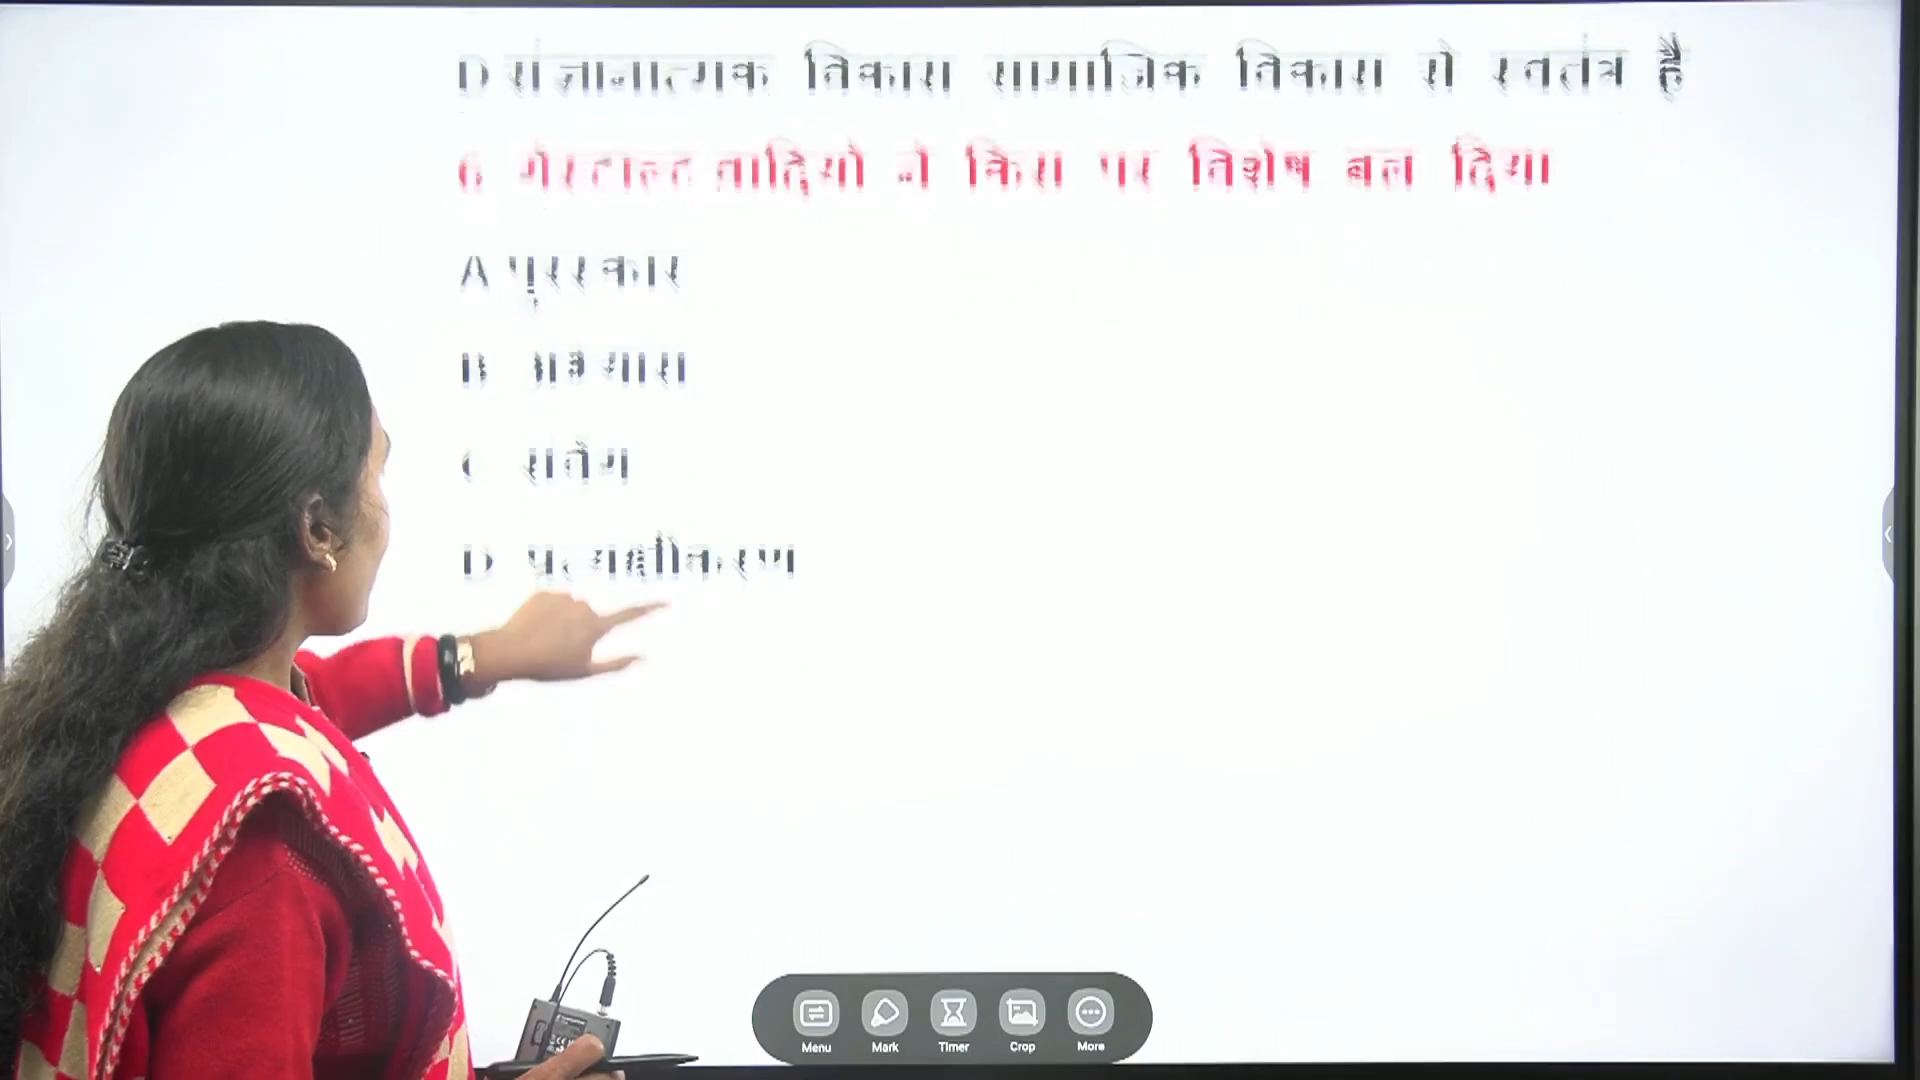 D संज्ञानात्मक विकास सामाजिक विकास से स्वतंत्र है
6 गेस्टाल्ट वादियो ने किस पर विशेष बल दिया
A पुरस्कार
B अभ्यास
C संवेग
D प्रत्यक्षीकरण
Menu Mark Timer Crop More